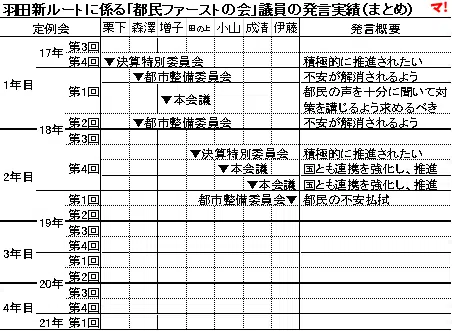 羽田新ルートに係る「都民ファーストの会」議員の発言実績(まとめ) マ!
定例会 栗下 森澤 増子 田の上 小山 成清 伊藤 発言概要
17年
1年目
第3回
第4回 ▼決算特別委員会 積極的に推進されたい
▼都市整備委員会 不安が解消されるよう
第1回 ▼本会議 都民の声を十分に聞いて対
策を講じるよう求めるべき
18年 第2回 ▼都市整備委員会 不安が解消されるよう
2年目
第3回
第4回 ▼決算特別委員会 積極的に推進されたい
▼本会議 国とも連携を強化し、推進
▼本会議 国とも連携を強化し、推進
第1回 都市整備委員会▼ 都民の不安払拭
19年 第2回
3年目
第3回
第4回
第1回
20年 第2回
4年目
第3回
第4回
21年 第1回